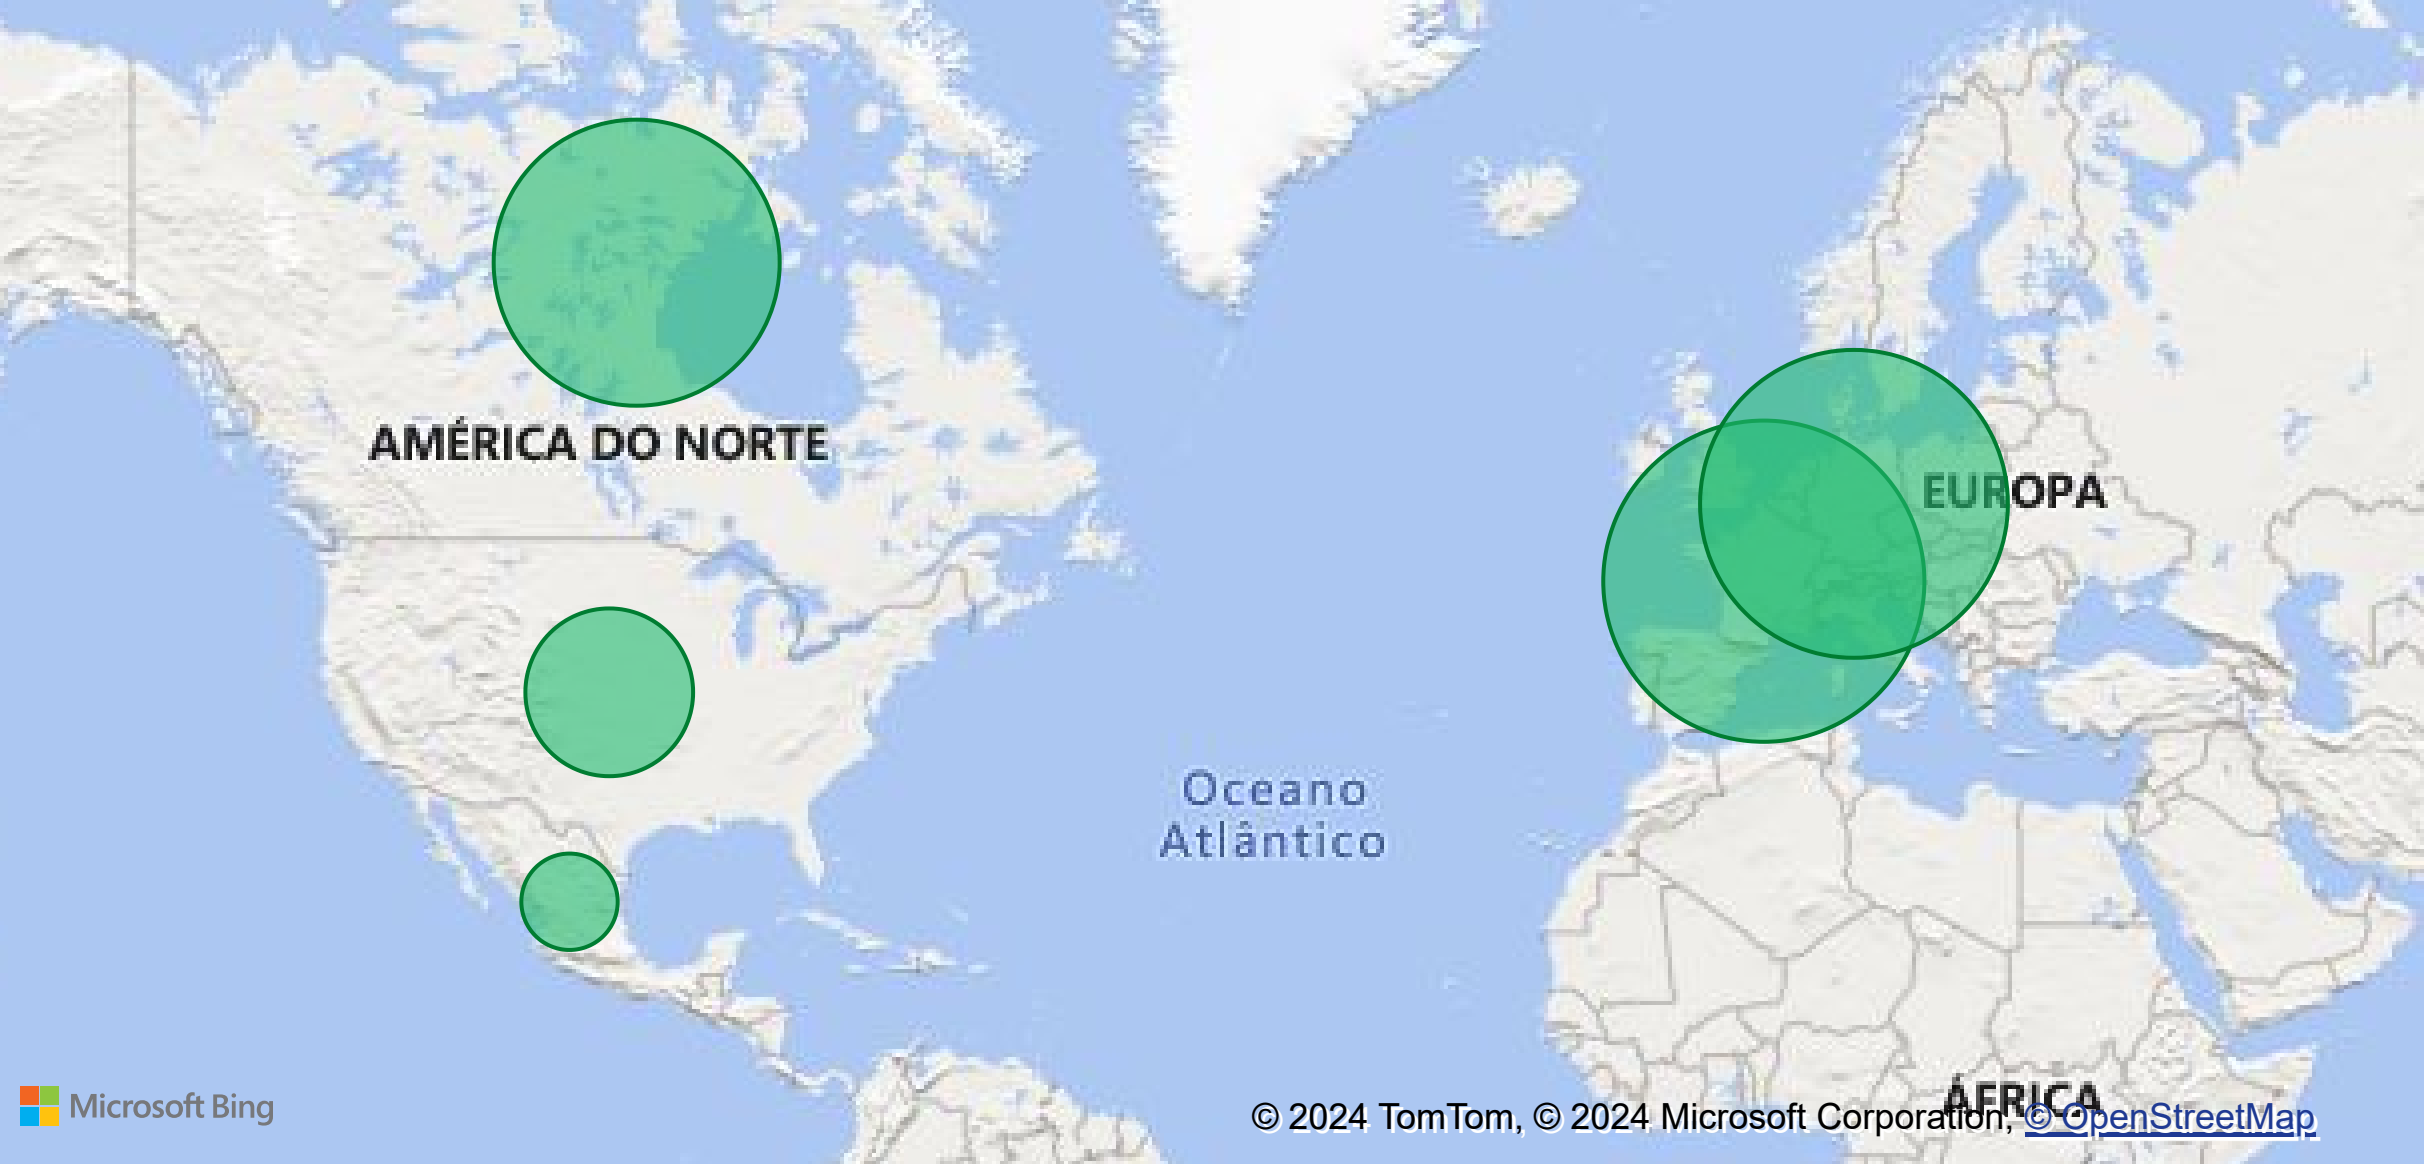 AMÉRICA DO NORTE
EUROPA
Oceano
Atlântico
ÁFRICA
Microsoft Bing
© 2024 TomTom, © 2024 Microsoft Corporation, © OpenStreetMap